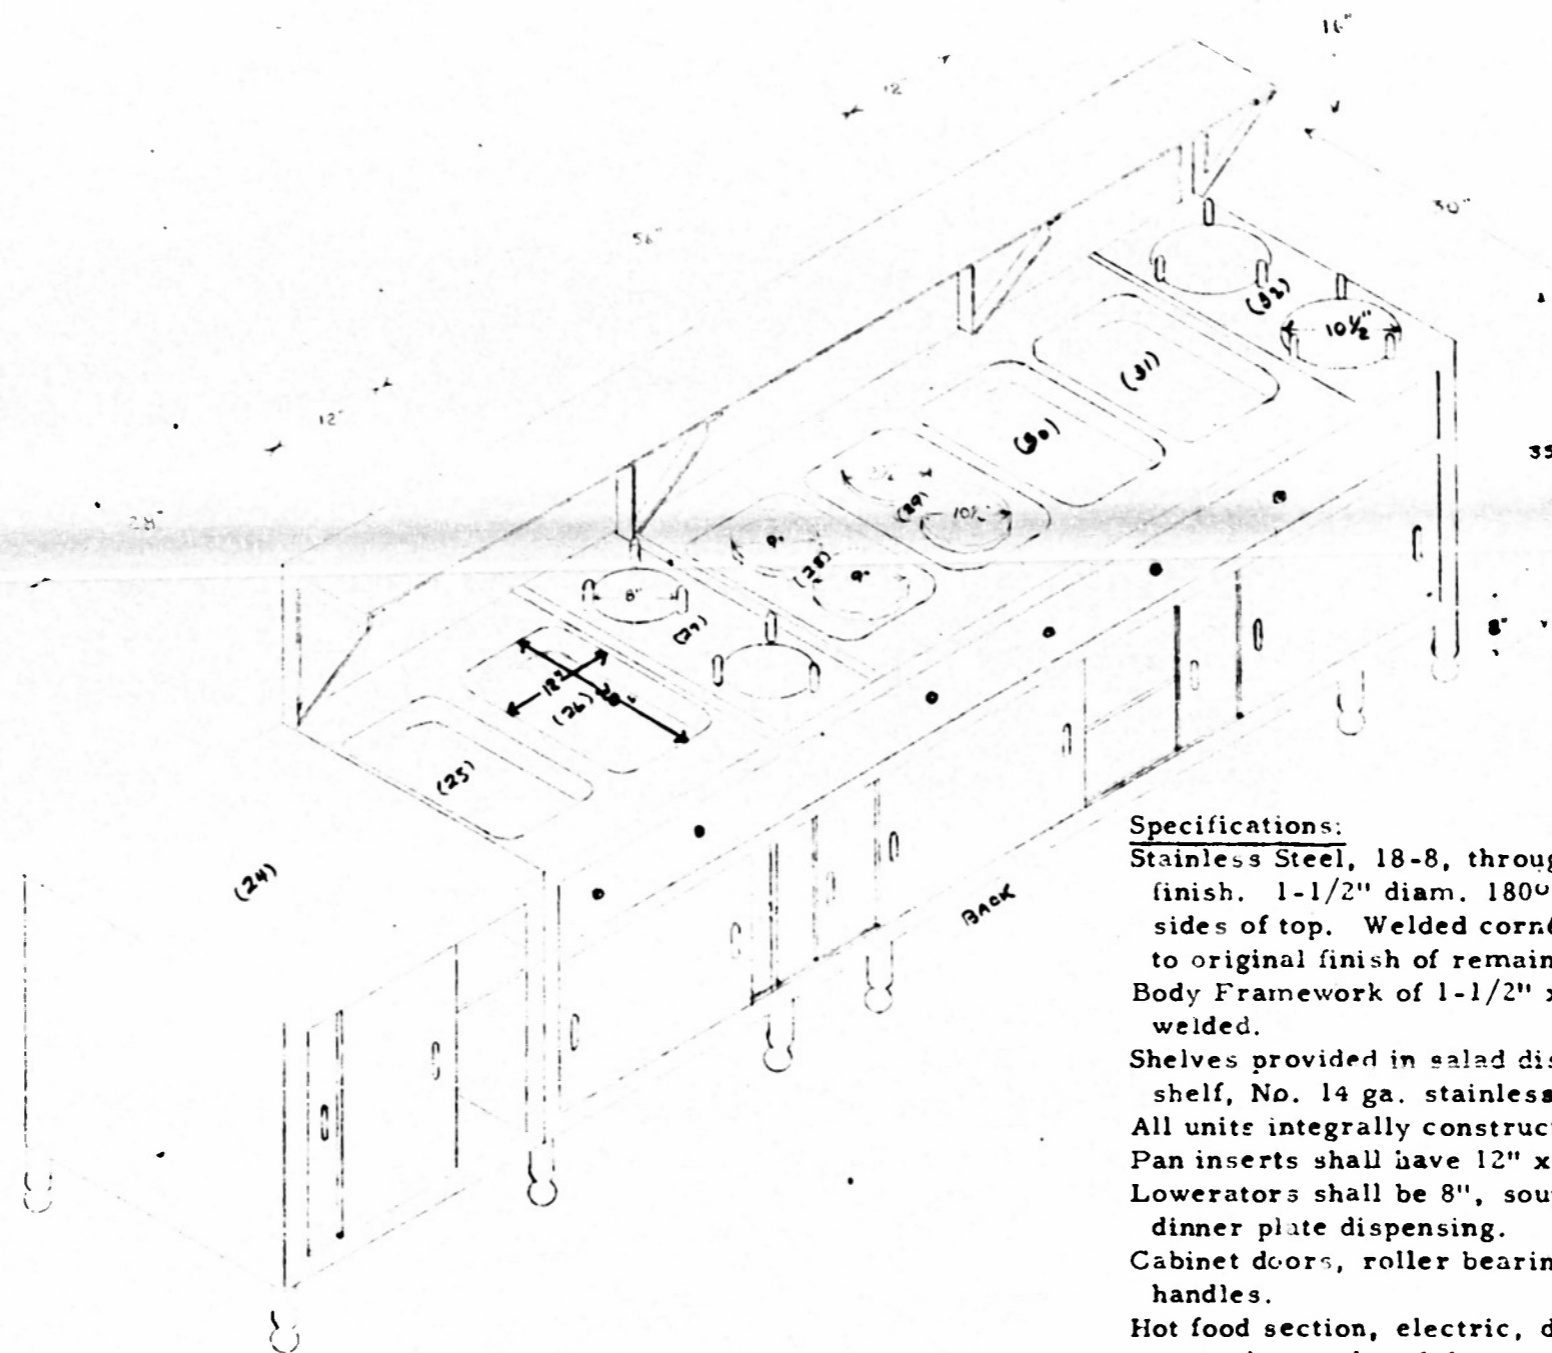 16"
12"
30"
56"
(32)
10½"
12"
(31)
(30)
28"
(29)
10½"
9"
(28)
9"
8"
(27)
8"
(26)
(25)
(24)
BACK
Specifications:
Stainless Steel, 18-8, throug
finish. 1-1/2" diam. 180°
sides of top. Welded corne
to original finish of remain
Body Framework of 1-1/2" x
welded.
Shelves provided in salad dis
shelf, No. 14 ga. stainless
All units integrally construc
Pan inserts shall have 12" x
Lowerators shall be 8", sou
dinner plate dispensing.
Cabinet doors, roller bearin
handles.
Hot food section, electric, d